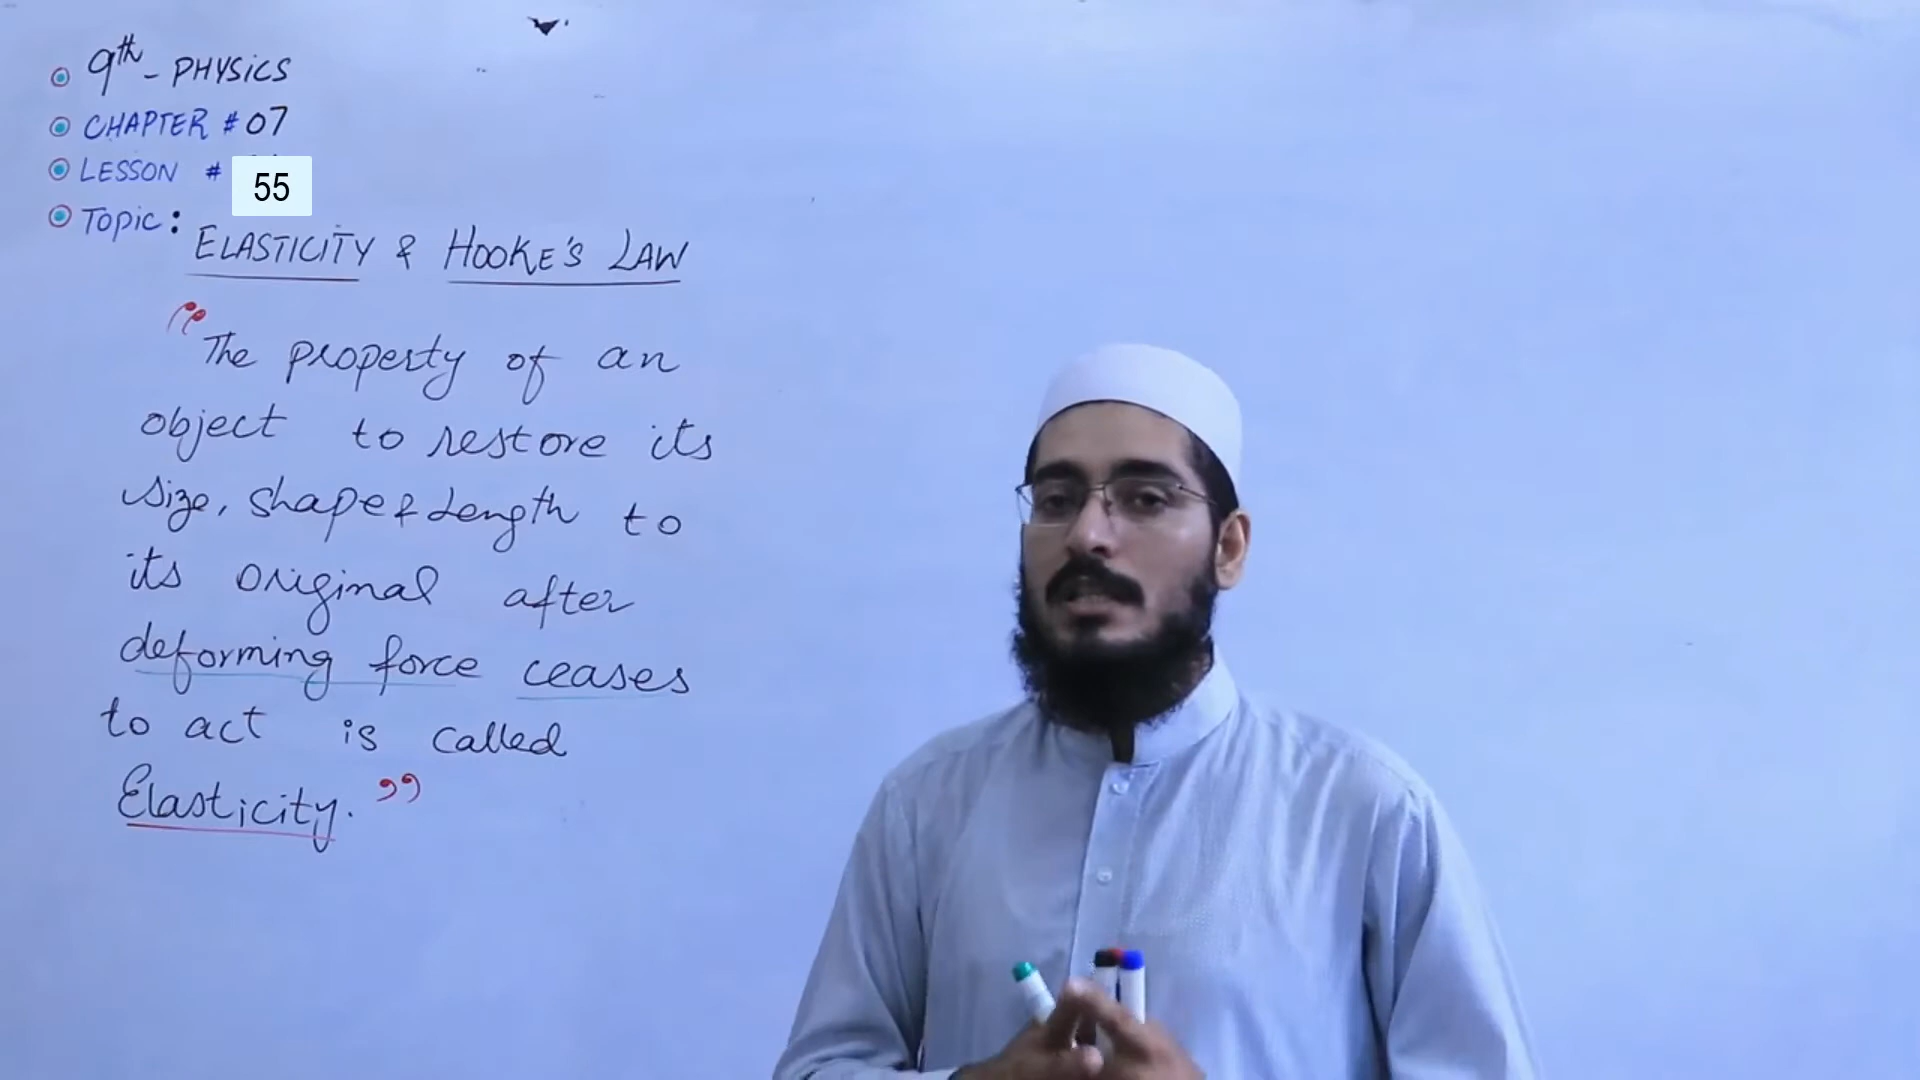 9th - PHYSICS
CHAPTER # 07
LESSON # 55
Topic:
ELASTICITY & HOOKE'S LAW
"The property of an
object to restore its
size, shape & Length to
its original after
deforming force ceases
to act is called
Elasticity."